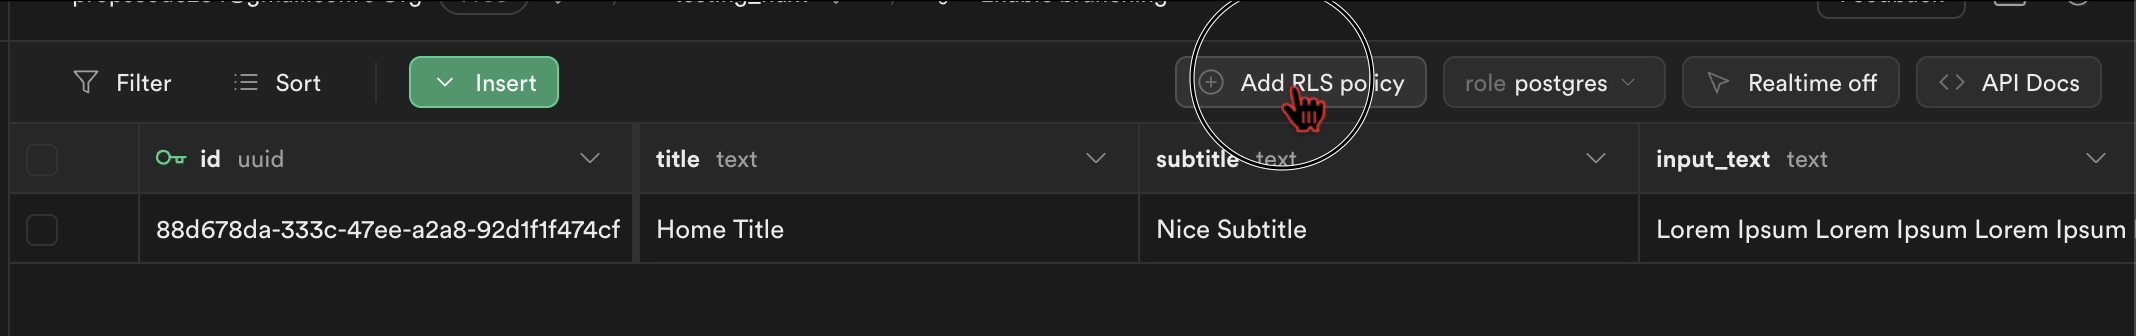 Filter Sort Insert Add RLS policy role postgres Realtime off API Docs
id uuid title text subtitle text input_text text
88d678da-333c-47ee-a2a8-92d1f1f474cf Home Title Nice Subtitle Lorem Ipsum Lorem Ipsum Lorem Ipsum